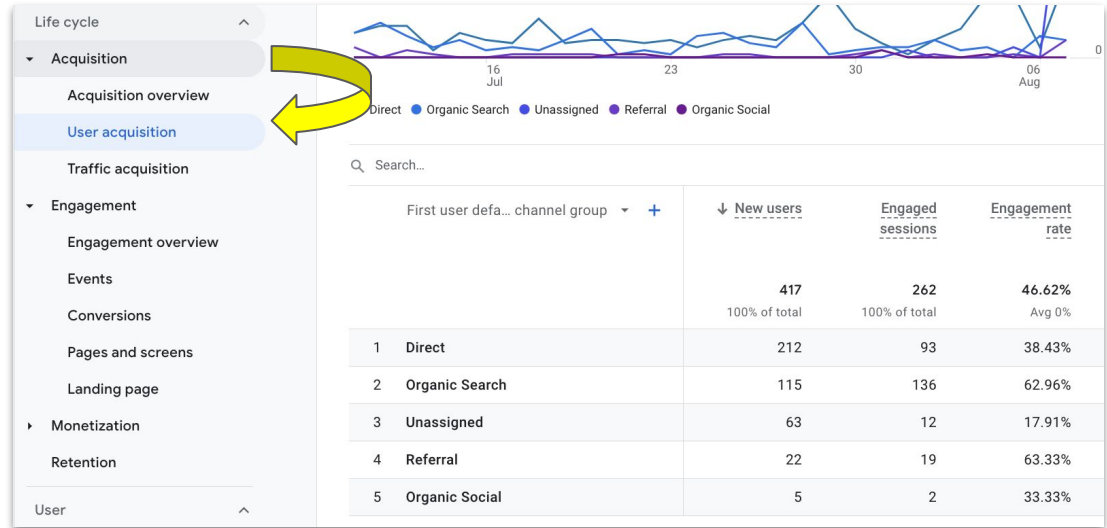 Life cycle
Acquisition
Acquisition overview
User acquisition
Traffic acquisition
Engagement
Engagement overview
Events
Conversions
Pages and screens
Landing page
Monetization
Retention
User
0
16 23 30 06
Jul Aug
Direct Organic Search Unassigned Referral Organic Social
Search…
First user defa… channel group + ↓ New users Engaged Engagement
sessions rate
417 262 46.62%
100% of total 100% of total Avg 0%
1 Direct 212 93 38.43%
2 Organic Search 115 136 62.96%
3 Unassigned 63 12 17.91%
4 Referral 22 19 63.33%
5 Organic Social 5 2 33.33%